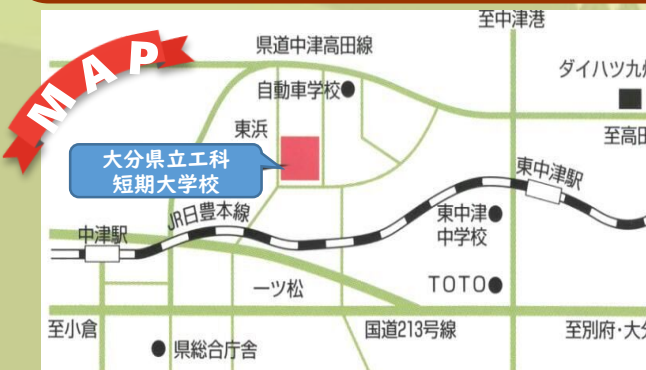 MAP
至中津港
県道中津高田線
自動車学校
ダイハツ九
東浜
至高田
大分県立工科
短期大学校
東中津駅
JR日豊本線
中津駅
東中津
中学校
一ツ松
TOTO
至小倉
国道213号線
至別府・大
県総合庁舎